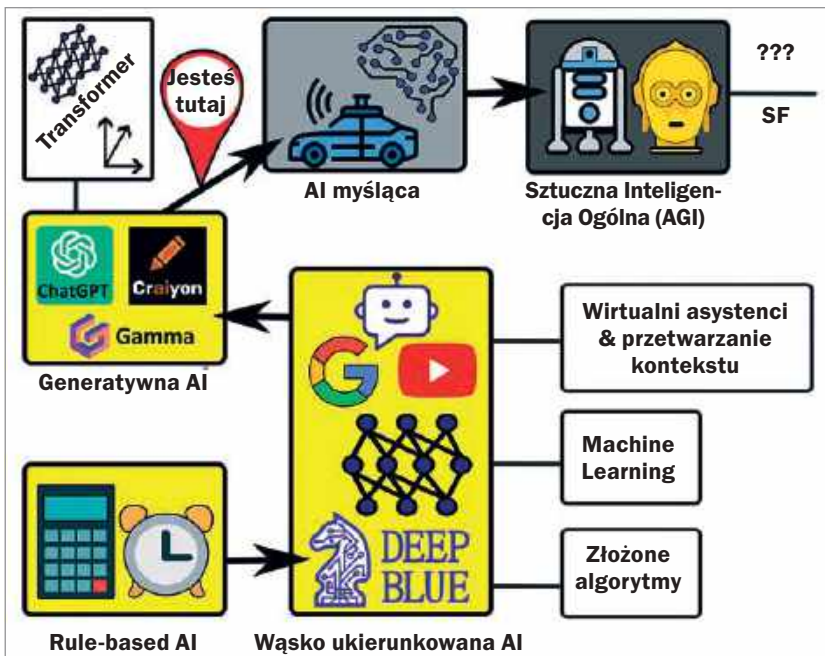 Transformer
Jesteś
tutaj
???
SF
AI myśląca
Sztuczna Inteligen-
cja Ogólna (AGI)
ChatGPT
Craiyon
Gamma
Generatywna AI
Wirtualni asystenci
& przetwarzanie
kontekstu
Machine
Learning
DEEP
BLUE
Złożone
algorytmy
Rule-based AI
Wąsko ukierunkowana AI